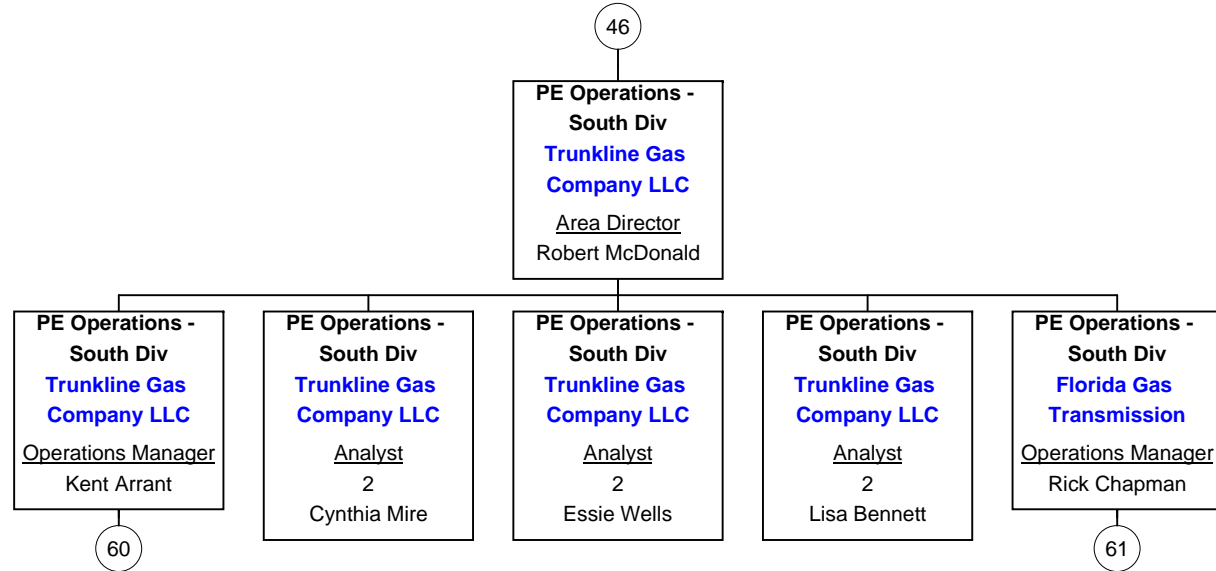 46
PE Operations -
South Div
Trunkline Gas
Company LLC
Area Director
Robert McDonald
PE Operations -
South Div
Trunkline Gas
Company LLC
Operations Manager
Kent Arrant
60
PE Operations -
South Div
Trunkline Gas
Company LLC
Analyst
2
Cynthia Mire
PE Operations -
South Div
Trunkline Gas
Company LLC
Analyst
2
Essie Wells
PE Operations -
South Div
Trunkline Gas
Company LLC
Analyst
2
Lisa Bennett
PE Operations -
South Div
Florida Gas
Transmission
Operations Manager
Rick Chapman
61